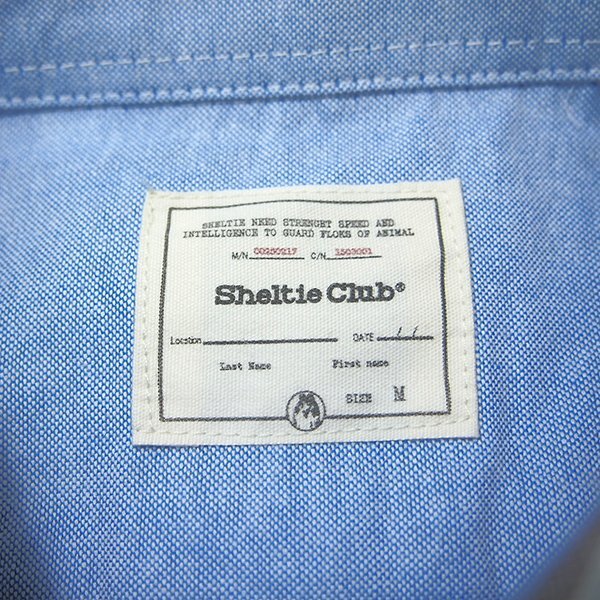 SHELTIE NEED STRENGHT SPEED AND
INTELLIGENCE TO GUARD FLOKS OF ANIMAL
M/N 00250217 C/N 1503001
Sheltie Club®
Location DATE / /
Last Name First name
SIZE M